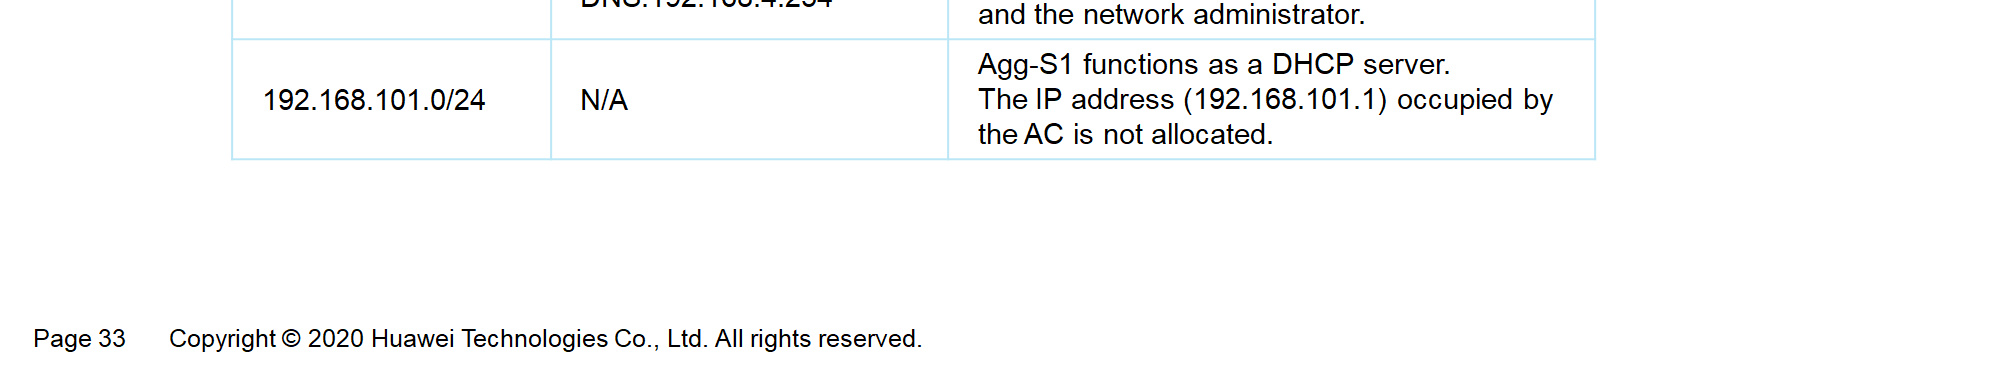 and the network administrator.
192.168.101.0/24
N/A
Agg-S1 functions as a DHCP server.
The IP address (192.168.101.1) occupied by
the AC is not allocated.
Page 33
Copyright © 2020 Huawei Technologies Co., Ltd. All rights reserved.